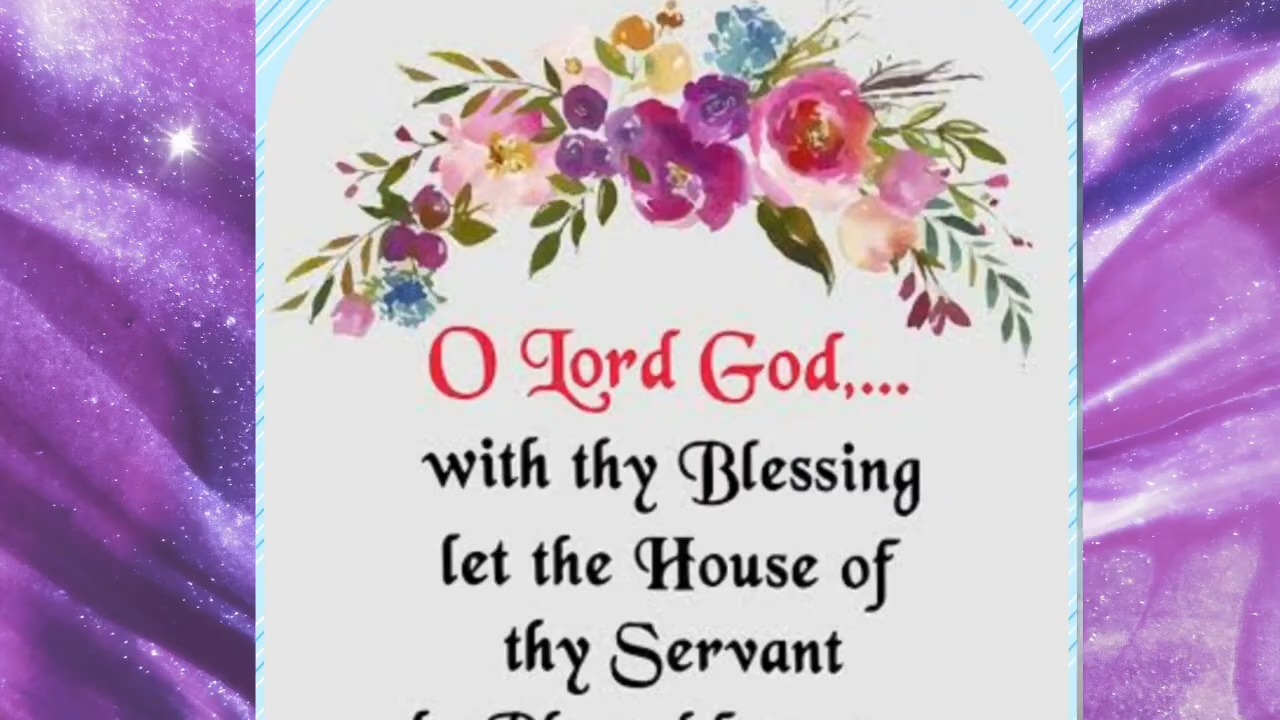 O Lord God,...
with thy Blessing
let the House of
thy Servant